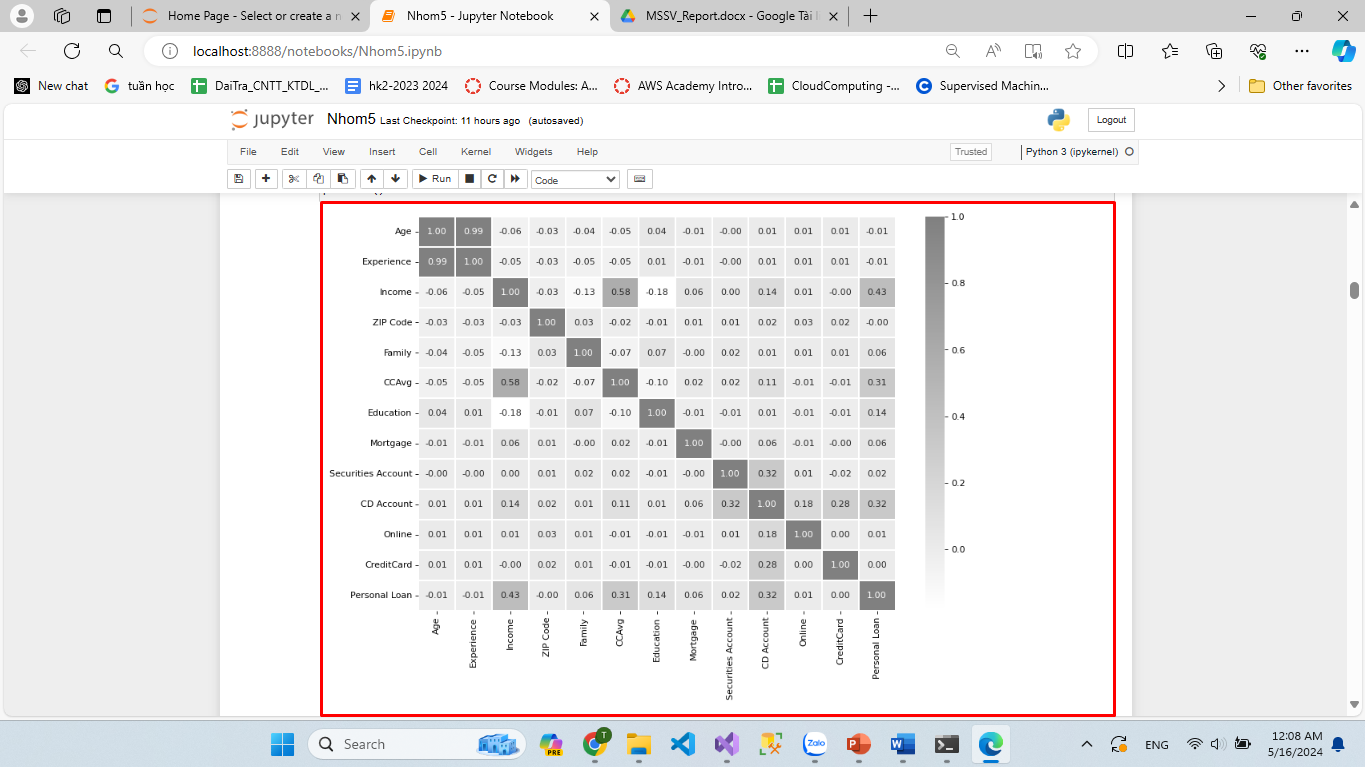 Home Page - Select or create a n
Nhom5 - Jupyter Notebook
MSSV_Report.docx - Google Tài l
localhost:8888/notebooks/Nhom5.ipynb
New chat tuần học DaiTra_CNTT_KTDL_... hk2-2023 2024 Course Modules: A... AWS Academy Intro... CloudComputing -... Supervised Machin... Other favorites
jupyter Nhom5 Last Checkpoint: 11 hours ago (autosaved) Logout
File Edit View Insert Cell Kernel Widgets Help Trusted Python 3 (ipykernel)
Run Code
Age 1.00 0.99 -0.06 -0.03 -0.04 -0.05 0.04 -0.01 -0.00 0.01 0.01 0.01 -0.01
Experience 0.99 1.00 -0.05 -0.03 -0.05 -0.05 0.01 -0.01 -0.00 0.01 0.01 0.01 -0.01
Income -0.06 -0.05 1.00 -0.03 -0.13 0.58 -0.18 0.06 0.00 0.14 0.01 -0.00 0.43
ZIP Code -0.03 -0.03 -0.03 1.00 0.03 -0.02 -0.01 0.01 0.01 0.02 0.03 0.02 -0.00
Family -0.04 -0.05 -0.13 0.03 1.00 -0.07 0.07 -0.00 0.02 0.01 0.01 0.01 0.06
CCAvg -0.05 -0.05 0.58 -0.02 -0.07 1.00 -0.10 0.02 0.02 0.11 -0.01 -0.01 0.31
Education 0.04 0.01 -0.18 -0.01 0.07 -0.10 1.00 -0.01 -0.01 0.01 -0.01 -0.01 0.14
Mortgage -0.01 -0.01 0.06 0.01 -0.00 0.02 -0.01 1.00 -0.00 0.06 -0.01 -0.00 0.06
Securities Account -0.00 -0.00 0.00 0.01 0.02 0.02 -0.01 -0.00 1.00 0.32 0.01 -0.02 0.02
CD Account 0.01 0.01 0.14 0.02 0.01 0.11 0.01 0.06 0.32 1.00 0.18 0.28 0.32
Online 0.01 0.01 0.01 0.03 0.01 -0.01 -0.01 -0.01 0.01 0.18 1.00 0.00 0.01
CreditCard 0.01 0.01 -0.00 0.02 0.01 -0.01 -0.01 -0.00 -0.02 0.28 0.00 1.00 0.00
Personal Loan -0.01 -0.01 0.43 -0.00 0.06 0.31 0.14 0.06 0.02 0.32 0.01 0.00 1.00
Age
Experience
Income
ZIP Code
Family
CCAvg
Education
Mortgage
Securities Account
CD Account
Online
CreditCard
Personal Loan
1.0
0.8
0.6
0.4
0.2
0.0
Search
PRE
T
Zalo
ENG
12:08 AM
5/16/2024